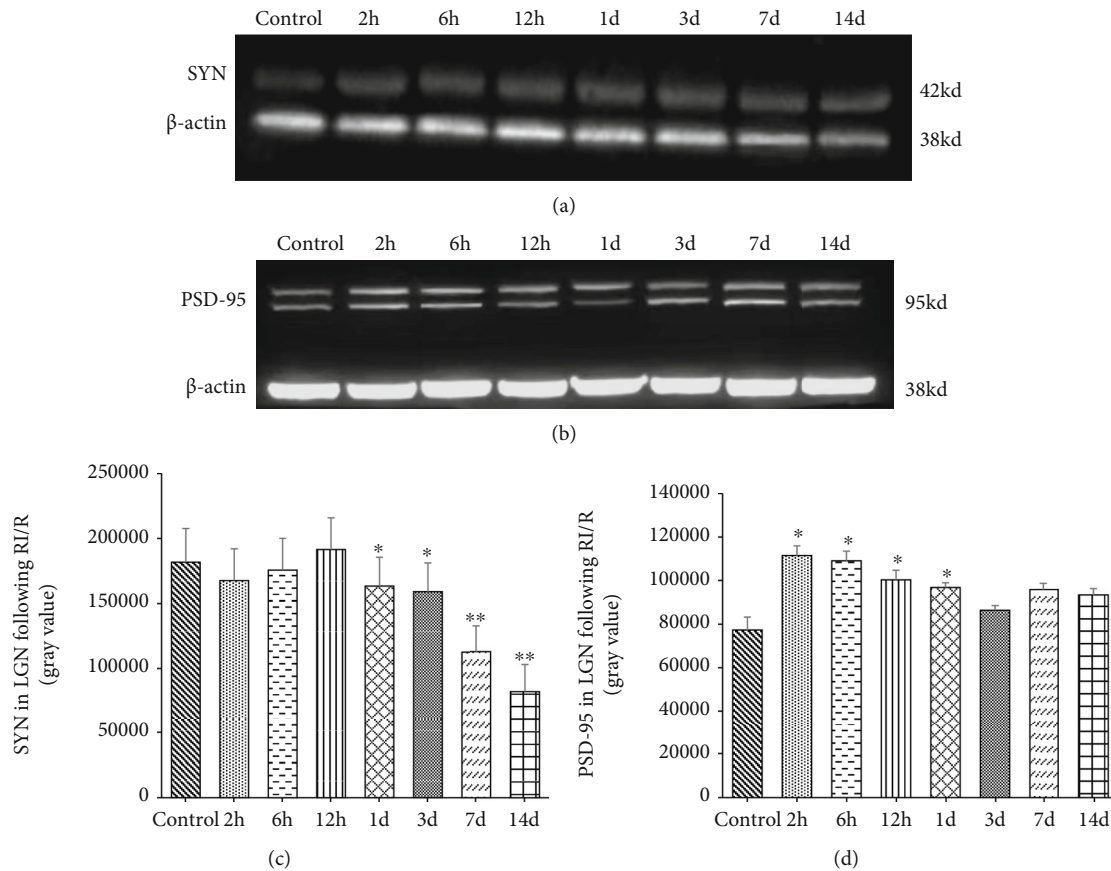 Control 2h 6h 12h 1d 3d 7d 14d
SYN
42kd
β-actin
38kd
(a)
Control 2h 6h 12h 1d 3d 7d 14d
PSD-95
95kd
β-actin
38kd
(b)
SYN in LGN following RI/R
(gray value)
250000
200000
150000
100000
50000
0
* * ** **
Control 2h 6h 12h 1d 3d 7d 14d
(c)
PSD-95 in LGN following RI/R
(gray value)
140000
120000
100000
80000
60000
40000
20000
0
* * * *
Control 2h 6h 12h 1d 3d 7d 14d
(d)